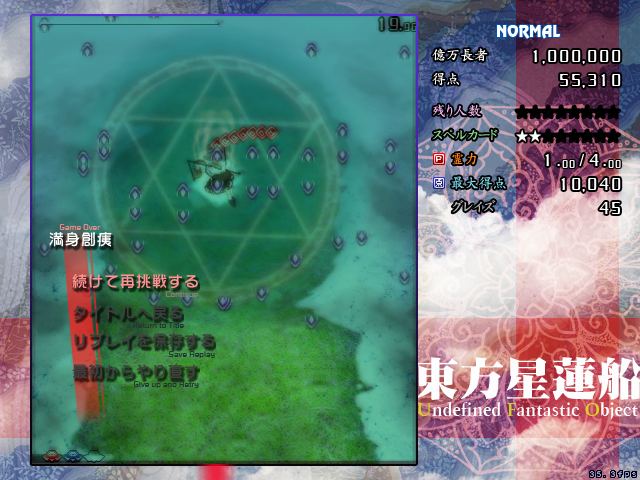 19.96
NORMAL
億万長者 1,000,000
得点 55,310
残り人数
スペルカード
P 霊力 1.00/4.00
点 最大得点 10,040
グレイズ 45
Game Over
満身創痍
続けて再挑戦する
Continue
タイトルへ戻る
Return to Title
リプレイを保存する
Save Replay
最初からやり直す
Give up and Retry
東方星蓮船
Undefined Fantastic Object
35.3fps